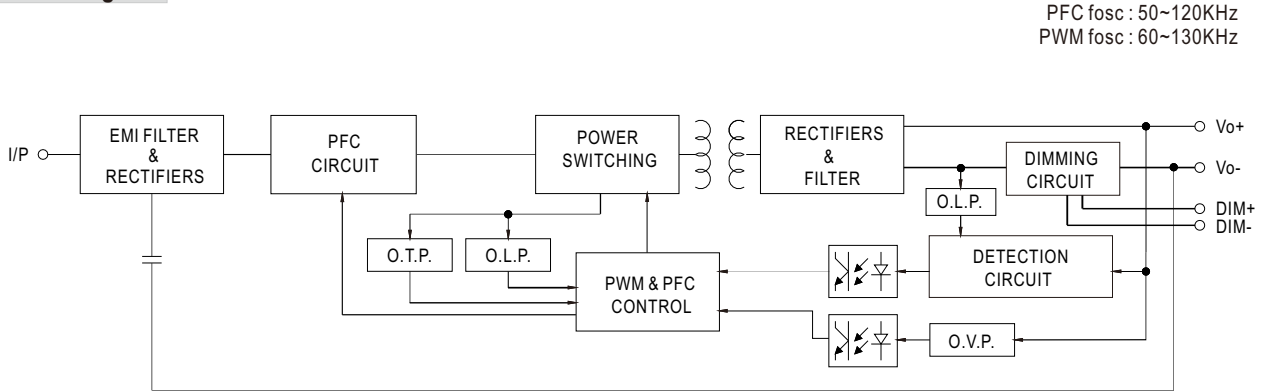 PFC fosc : 50~120KHz
PWM fosc : 60~130KHz
I/P
EMI FILTER
&
RECTIFIERS
PFC
CIRCUIT
POWER
SWITCHING
RECTIFIERS
&
FILTER
DIMMING
CIRCUIT
Vo+
Vo-
DIM+
DIM-
O.L.P.
O.T.P.
O.L.P.
PWM & PFC
CONTROL
DETECTION
CIRCUIT
O.V.P.